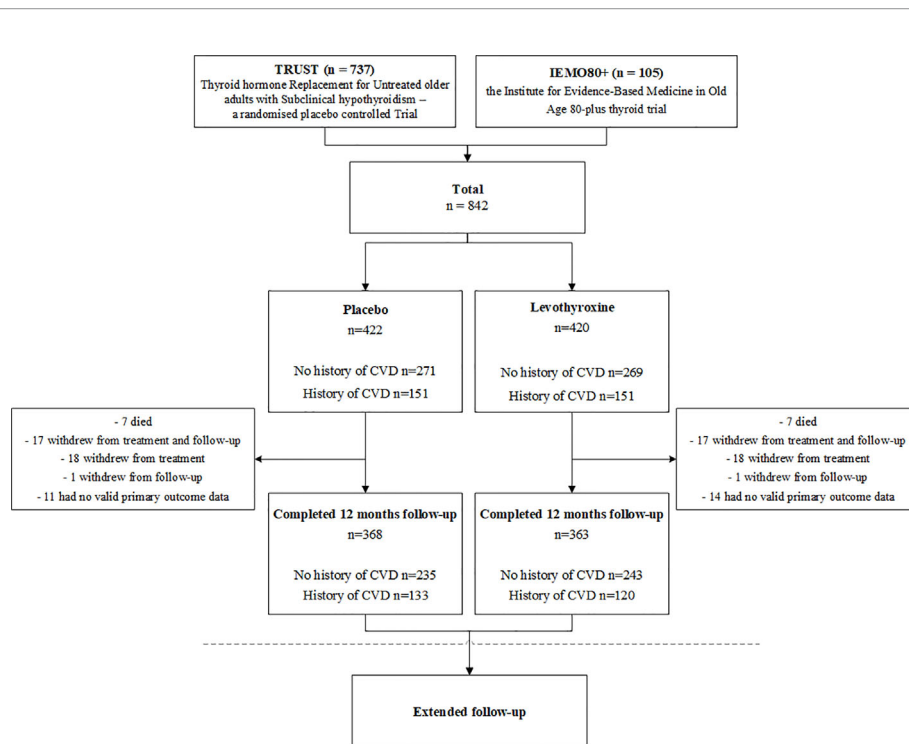 TRUST (n = 737)
Thyroid hormone Replacement for Untreated older
adults with Subclinical hypothyroidism –
a randomised placebo controlled Trial
IEMO80+ (n = 105)
the Institute for Evidence-Based Medicine in Old
Age 80-plus thyroid trial
Total
n = 842
Placebo
n=422
No history of CVD n=271
History of CVD n=151
Levothyroxine
n=420
No history of CVD n=269
History of CVD n=151
- 7 died
- 17 withdrew from treatment and follow-up
- 18 withdrew from treatment
- 1 withdrew from follow-up
- 11 had no valid primary outcome data
- 7 died
- 17 withdrew from treatment and follow-up
- 18 withdrew from treatment
- 1 withdrew from follow-up
- 14 had no valid primary outcome data
Completed 12 months follow-up
n=368
No history of CVD n=235
History of CVD n=133
Completed 12 months follow-up
n=363
No history of CVD n=243
History of CVD n=120
Extended follow-up